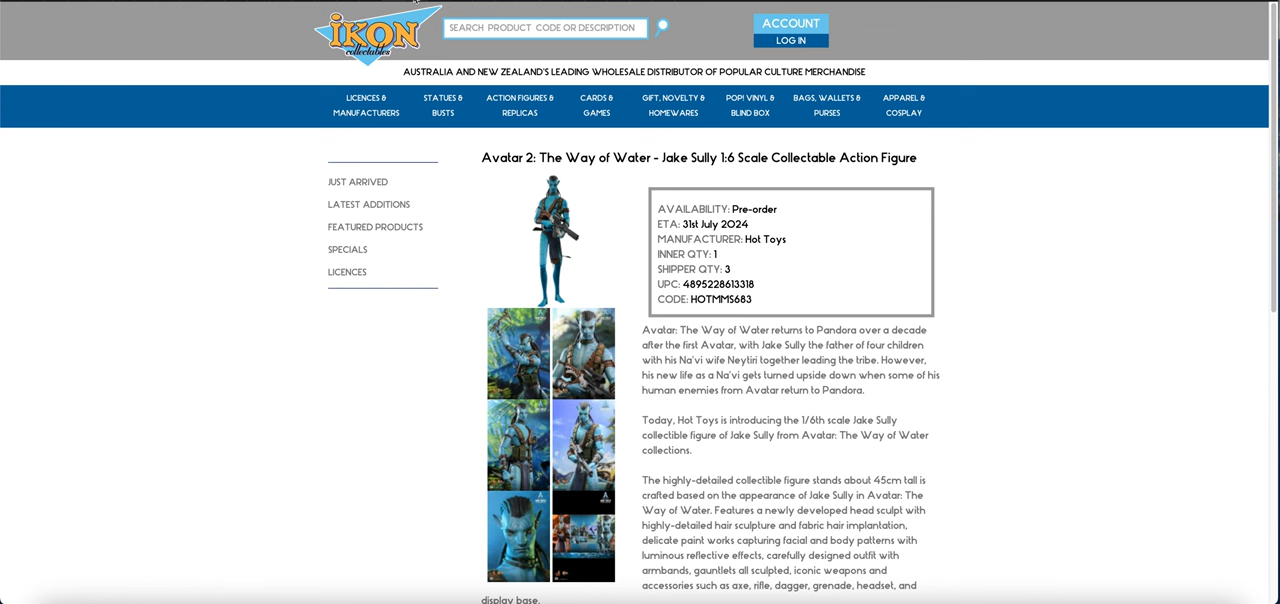 iKON
collectables
SEARCH PRODUCT CODE OR DESCRIPTION
ACCOUNT
LOG IN
AUSTRALIA AND NEW ZEALAND'S LEADING WHOLESALE DISTRIBUTOR OF POPULAR CULTURE MERCHANDISE
LICENCES &
MANUFACTURERS
STATUES &
BUSTS
ACTION FIGURES &
REPLICAS
CARDS &
GAMES
GIFT, NOVELTY &
HOMEWARES
POP! VINYL &
BLIND BOX
BAGS, WALLETS &
PURSES
APPAREL &
COSPLAY
JUST ARRIVED
LATEST ADDITIONS
FEATURED PRODUCTS
SPECIALS
LICENCES
Avatar 2: The Way of Water - Jake Sully 1:6 Scale Collectable Action Figure
AVAILABILITY: Pre-order
ETA: 31st July 2024
MANUFACTURER: Hot Toys
INNER QTY: 1
SHIPPER QTY: 3
UPC: 4895228613318
CODE: HOTMMS683
Avatar: The Way of Water returns to Pandora over a decade
after the first Avatar, with Jake Sully the father of four children
with his Na'vi wife Neytiri together leading the tribe. However,
his new life as a Na'vi gets turned upside down when some of his
human enemies from Avatar return to Pandora.
Today, Hot Toys is introducing the 1/6th scale Jake Sully
collectible figure of Jake Sully from Avatar: The Way of Water
collections.
The highly-detailed collectible figure stands about 45cm tall is
crafted based on the appearance of Jake Sully in Avatar: The
Way of Water. Features a newly developed head sculpt with
highly-detailed hair sculpture and fabric hair implantation,
delicate paint works capturing facial and body patterns with
luminous reflective effects, carefully designed outfit with
armbands, gauntlets all sculpted, iconic weapons and
accessories such as axe, rifle, dagger, grenade, headset, and
display base.